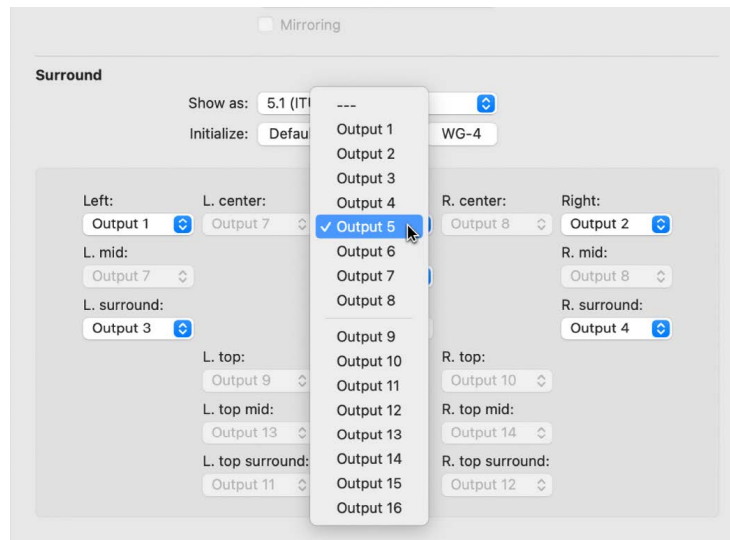 Mirroring
Surround
Show as: 5.1 (ITU
Initialize: Defau WG-4
---
Output 1
Output 2
Output 3
Output 4
✓ Output 5
Output 6
Output 7
Output 8
Output 9
Output 10
Output 11
Output 12
Output 13
Output 14
Output 15
Output 16
Left: L. center: R. center: Right:
Output 1 Output 7 Output 8 Output 2
L. mid: R. mid:
Output 7 Output 8
L. surround: R. surround:
Output 3 Output 4
L. top: R. top:
Output 9 Output 10
L. top mid: R. top mid:
Output 13 Output 14
L. top surround: R. top surround:
Output 11 Output 12